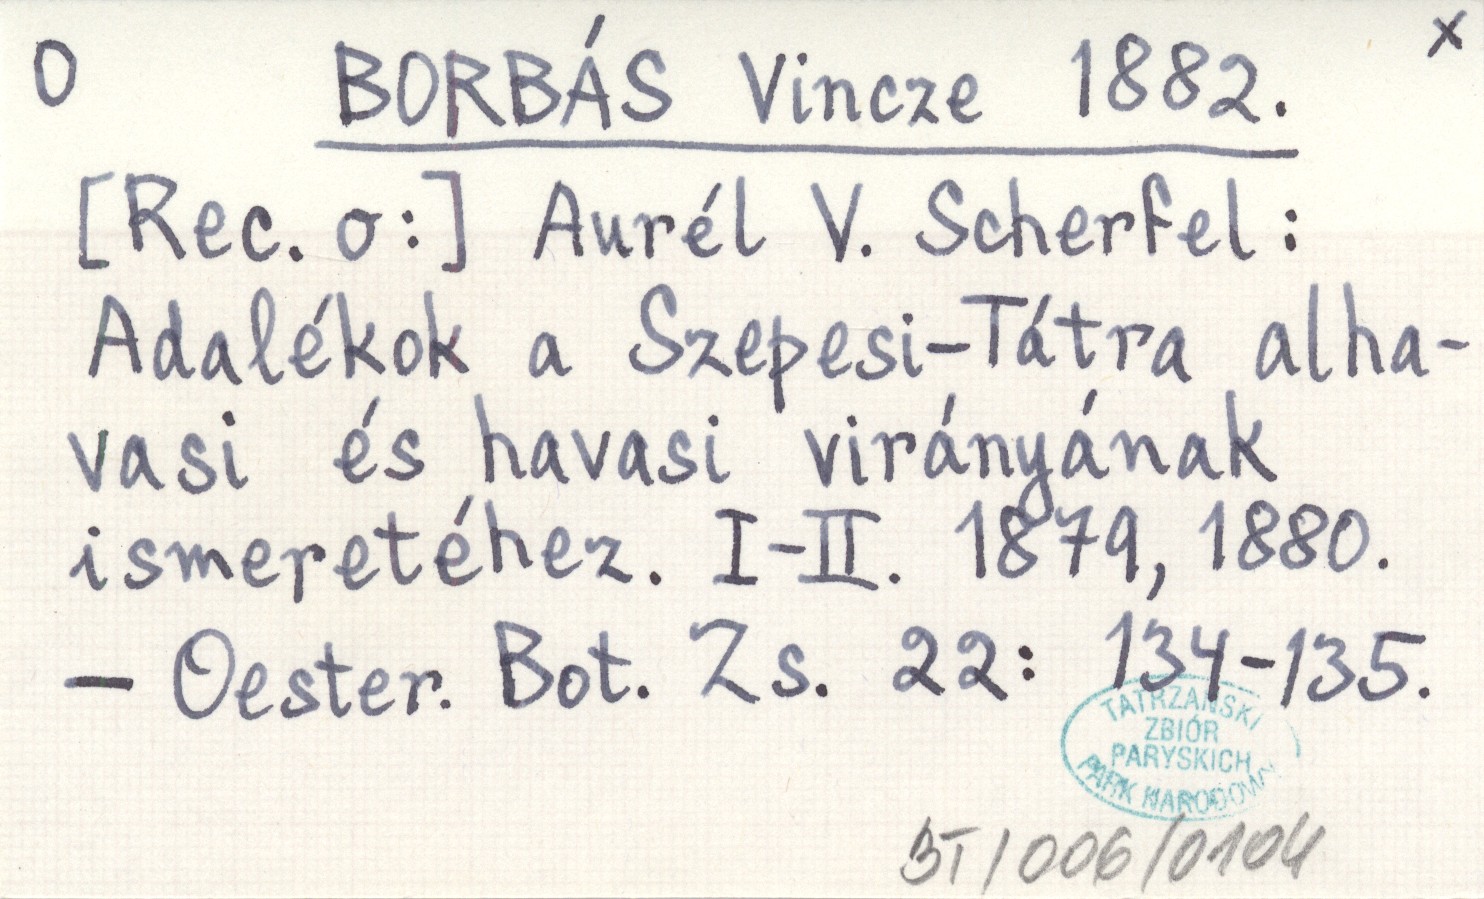 O BORBÁS Vincze 1882. x
[Rec. o:] Aurél V. Scherfel:
Adalékok a Szepesi-Tátra alha-
vasi és havasi virányának
ismeretéhez. I-II. 1879, 1880.
- Oester. Bot. Zs. 22: 134-135.
TATRZAŃSKI
ZBIÓR
PARYSKICH
PARK NARODOWY
BT/006/0104